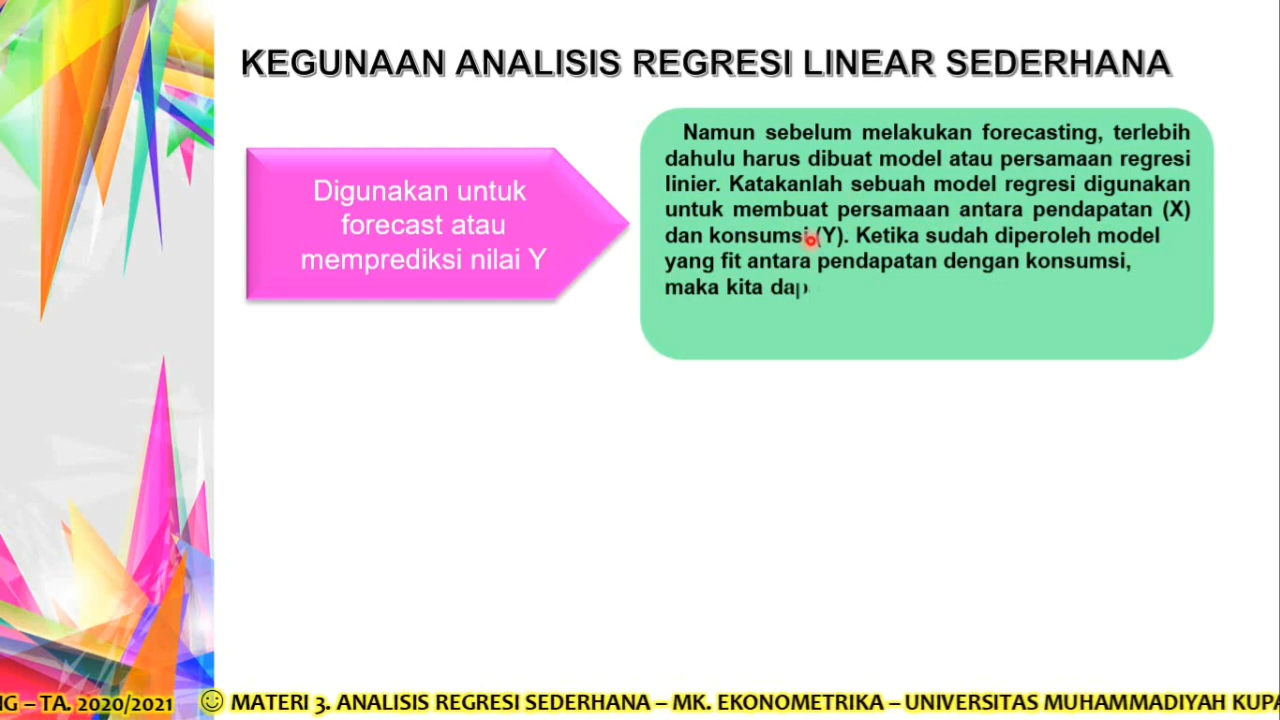 KEGUNAAN ANALISIS REGRESI LINEAR SEDERHANA
Digunakan untuk
forecast atau
memprediksi nilai Y
Namun sebelum melakukan forecasting, terlebih
dahulu harus dibuat model atau persamaan regresi
linier. Katakanlah sebuah model regresi digunakan
untuk membuat persamaan antara pendapatan (X)
dan konsumsi (Y). Ketika sudah diperoleh model
yang fit antara pendapatan dengan konsumsi,
maka kita dap
– TA. 2020/2021 ☺ MATERI 3. ANALISIS REGRESI SEDERHANA – MK. EKONOMETRIKA – UNIVERSITAS MUHAMMADIYAH